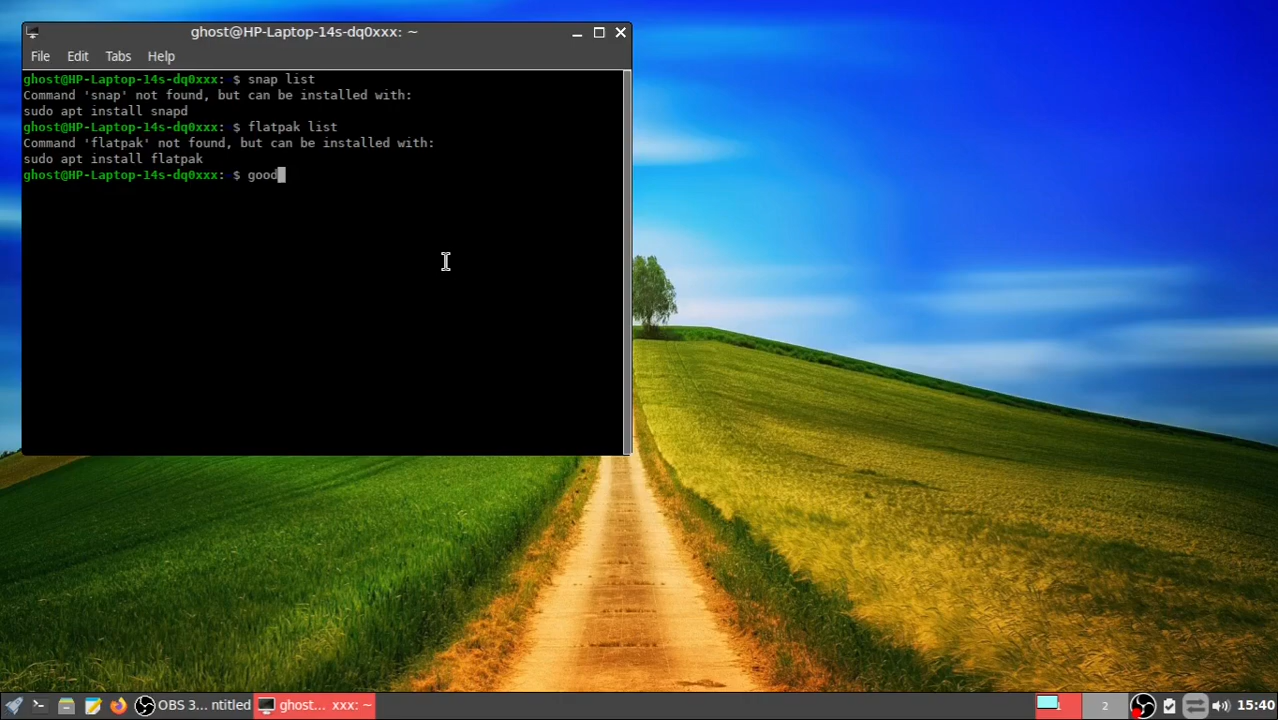 ghost@HP-Laptop-14s-dq0xxx: ~
File Edit Tabs Help
ghost@HP-Laptop-14s-dq0xxx: $ snap list
Command 'snap' not found, but can be installed with:
sudo apt install snapd
ghost@HP-Laptop-14s-dq0xxx: $ flatpak list
Command 'flatpak' not found, but can be installed with:
sudo apt install flatpak
ghost@HP-Laptop-14s-dq0xxx: $ good
OBS 3... ntitled ghost... xxx: ~ 1 2 15:40